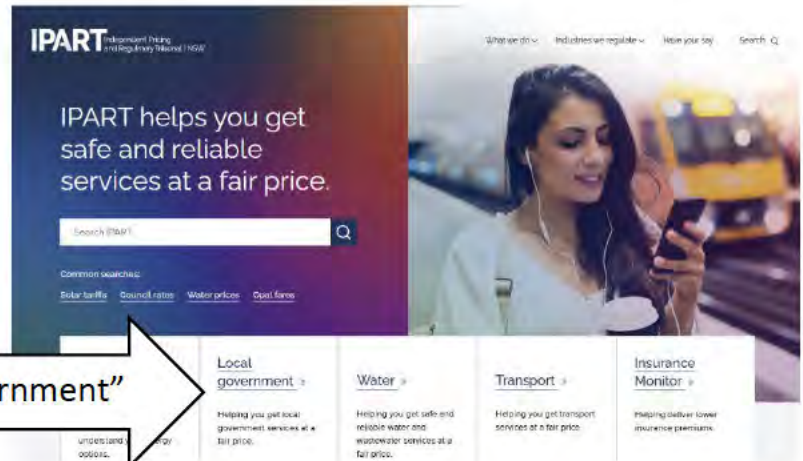 IPART Independent Pricing
and Regulatory Tribunal | NSW
What we do
Industries we regulate
Have your say
Search
IPART helps you get
safe and reliable
services at a fair price.
Search IPART
Common searches:
Solar tariffs Council rates Water prices Opal fares
ernment”
understand
options.
Local
government >
Helping you get local
government services at a
fair price.
Water >
Helping you get safe and
reliable water and
wastewater services at a
fair price.
Transport >
Helping you get transport
services at a fair price
Insurance
Monitor >
Helping deliver lower
insurance premiums.